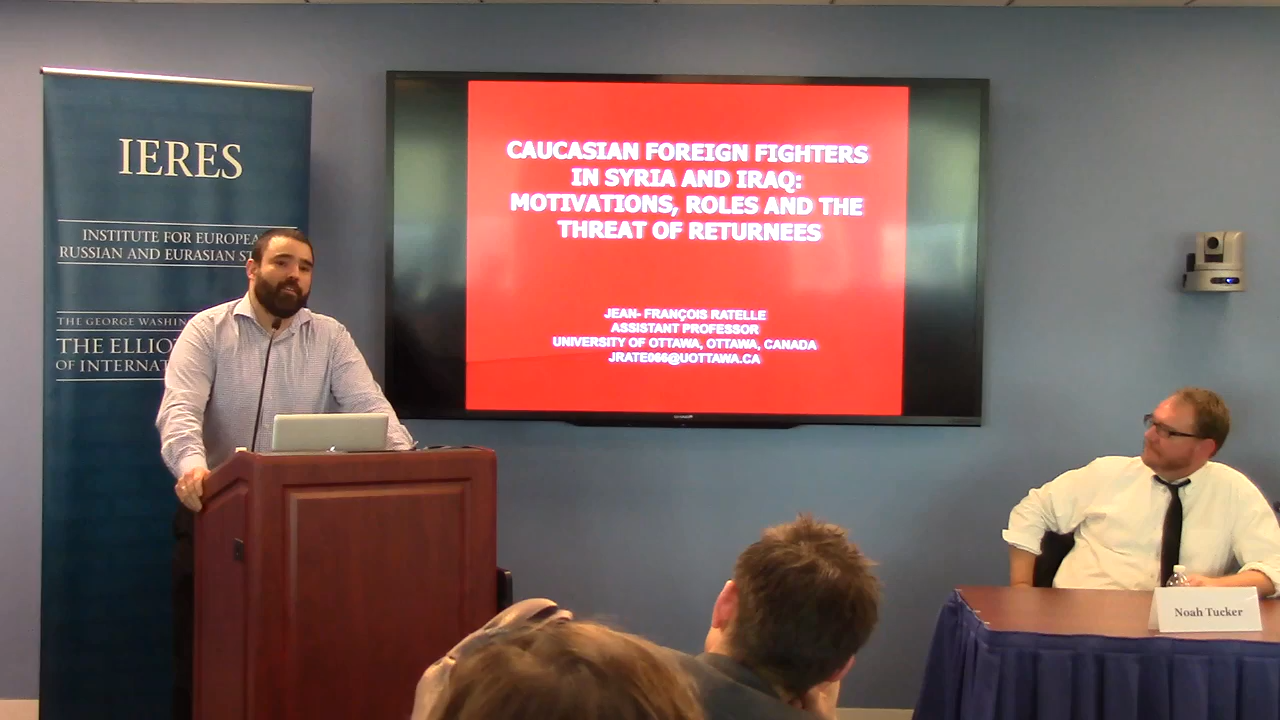 IERES
INSTITUTE FOR EUROPEA
RUSSIAN AND EURASIAN ST
THE GEORGE WASHIN
THE ELLIO
OF INTERNAT
CAUCASIAN FOREIGN FIGHTERS
IN SYRIA AND IRAQ:
MOTIVATIONS, ROLES AND THE
THREAT OF RETURNEES
JEAN- FRANÇOIS RATELLE
ASSISTANT PROFESSOR
UNIVERSITY OF OTTAWA, OTTAWA, CANADA
JRATE066@UOTTAWA.CA
Noah Tucker